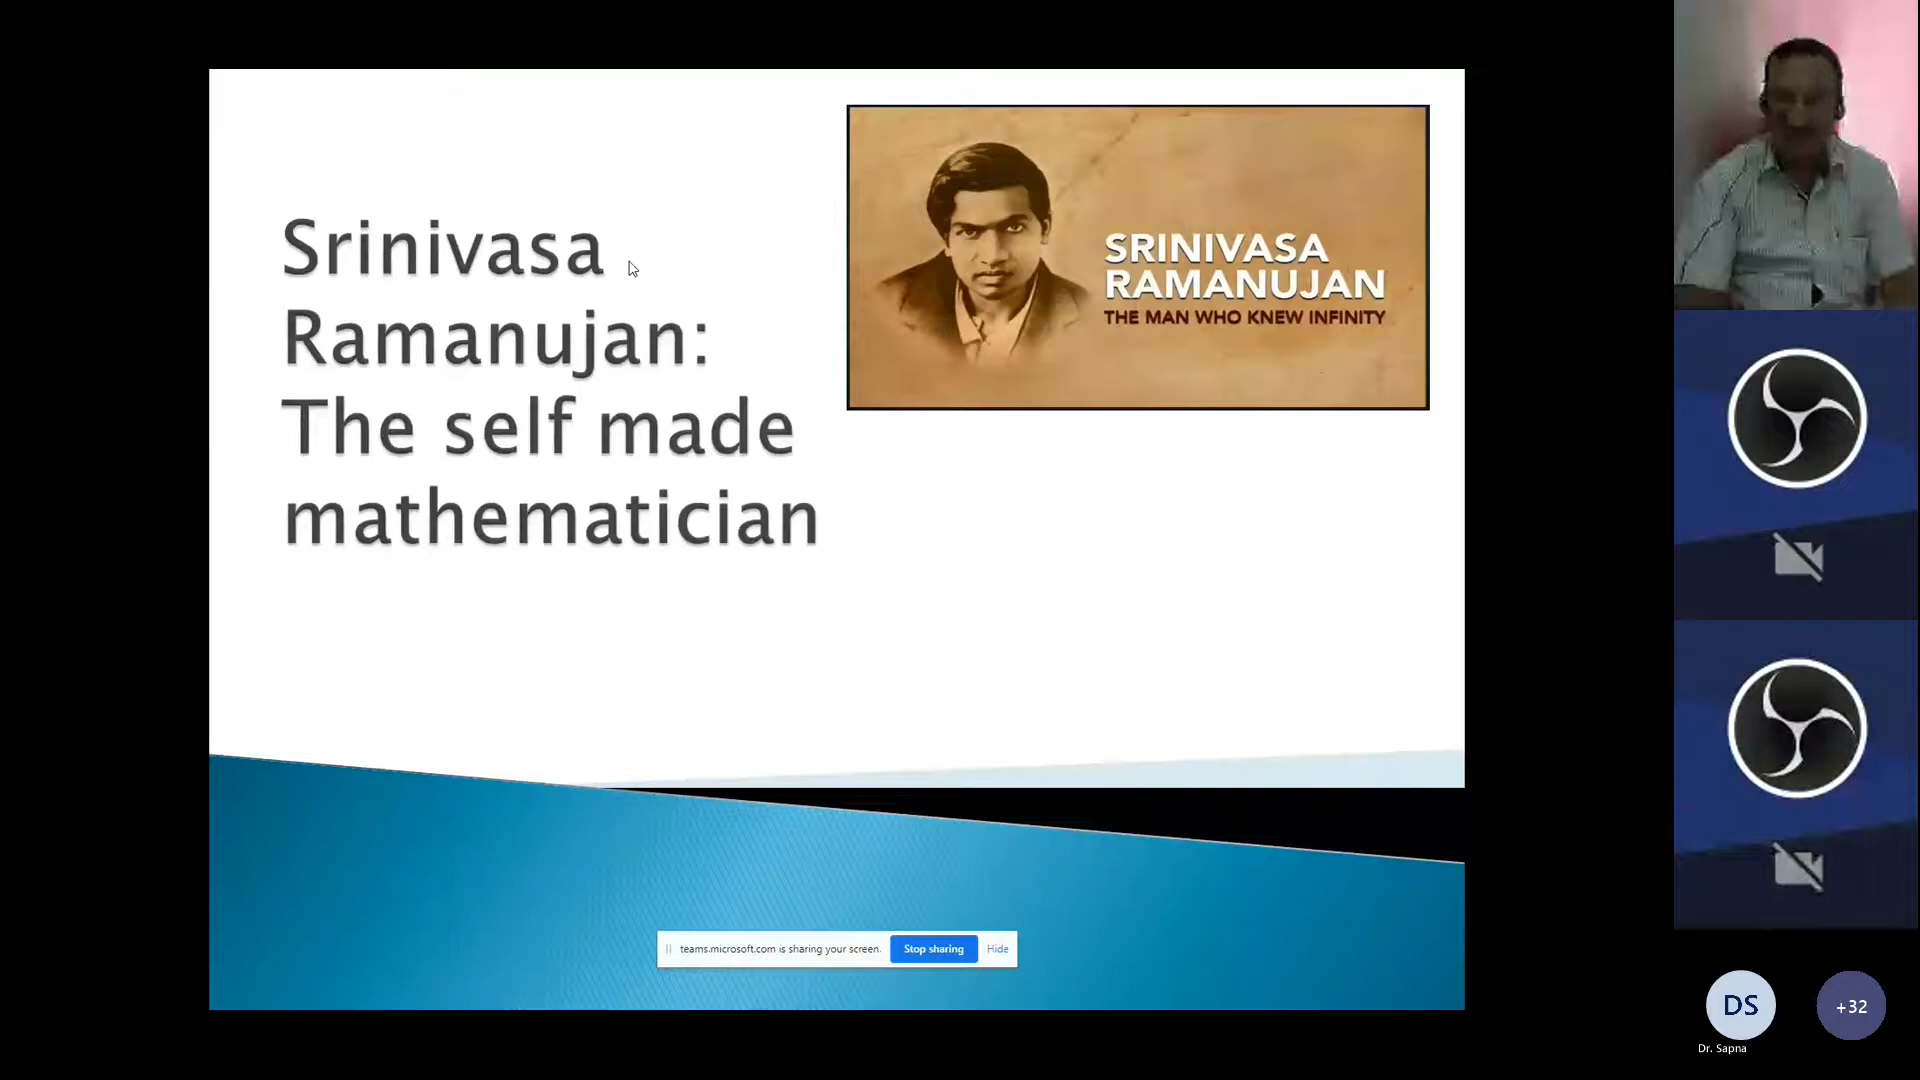 Srinivasa
Ramanujan:
The self made
mathematician
SRINIVASA
RAMANUJAN
THE MAN WHO KNEW INFINITY
teams.microsoft.com is sharing your screen. Stop sharing Hide
DS +32
Dr. Sapna